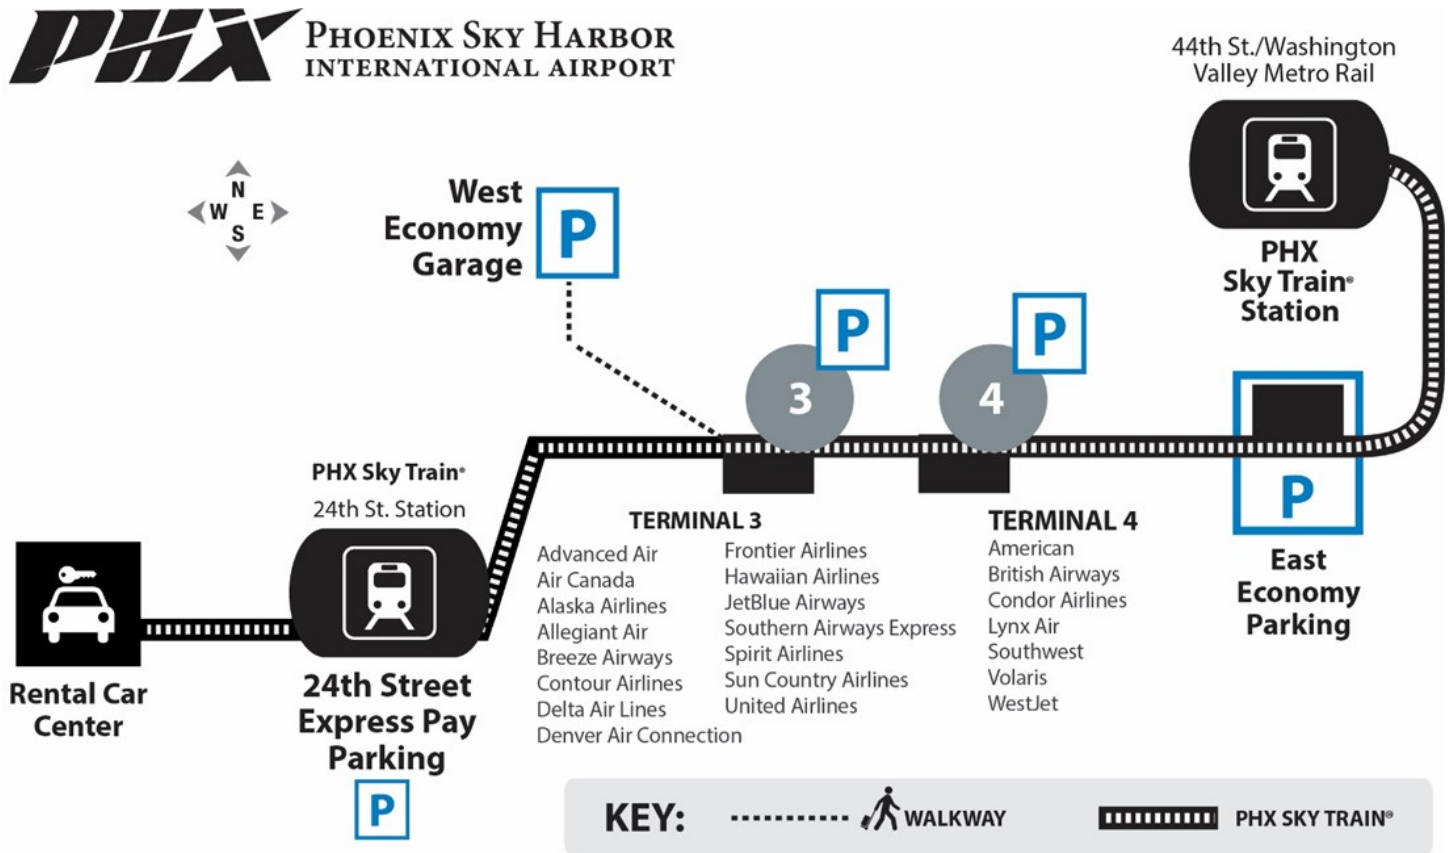 PHX
PHOENIX SKY HARBOR
INTERNATIONAL AIRPORT
44th St./Washington
Valley Metro Rail
N
W E
S
West
Economy
Garage
P
P
P
3
4
PHX
Sky Train®
Station
PHX Sky Train®
24th St. Station
Rental Car
Center
24th Street
Express Pay
Parking
P
TERMINAL 3
Advanced Air
Air Canada
Alaska Airlines
Allegiant Air
Breeze Airways
Contour Airlines
Delta Air Lines
Denver Air Connection
Frontier Airlines
Hawaiian Airlines
JetBlue Airways
Southern Airways Express
Spirit Airlines
Sun Country Airlines
United Airlines
TERMINAL 4
American
British Airways
Condor Airlines
Lynx Air
Southwest
Volaris
WestJet
P
East
Economy
Parking
KEY:
WALKWAY
PHX SKY TRAIN®